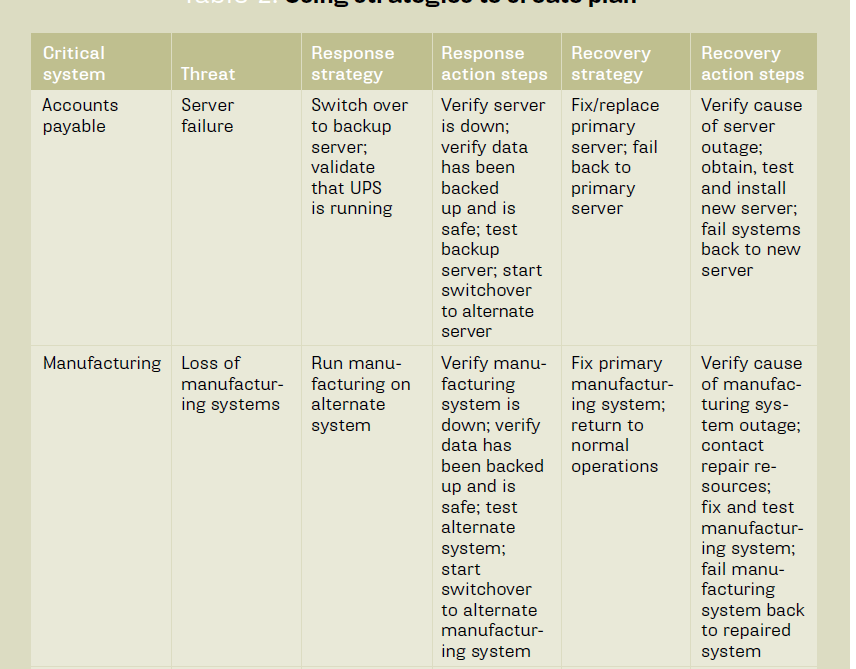 Table 2: Using strategies to create plan
Critical
system
Threat
Response
strategy
Response
action steps
Recovery
strategy
Recovery
action steps
Accounts
payable
Server
failure
Switch over
to backup
server;
validate
that UPS
is running
Verify server
is down;
verify data
has been
backed
up and is
safe; test
backup
server; start
switchover
to alternate
server
Fix/replace
primary
server; fail
back to
primary
server
Verify cause
of server
outage;
obtain, test
and install
new server;
fail systems
back to new
server
Manufacturing
Loss of
manufactur-
ing systems
Run manu-
facturing on
alternate
system
Verify manu-
facturing
system is
down; verify
data has
been backed
up and is
safe; test
alternate
system;
start
switchover
to alternate
manufactur-
ing system
Fix primary
manufactur-
ing system;
return to
normal
operations
Verify cause
of manufac-
turing sys-
tem outage;
contact
repair re-
sources;
fix and test
manufactur-
ing system;
fail manu-
facturing
system back
to repaired
system